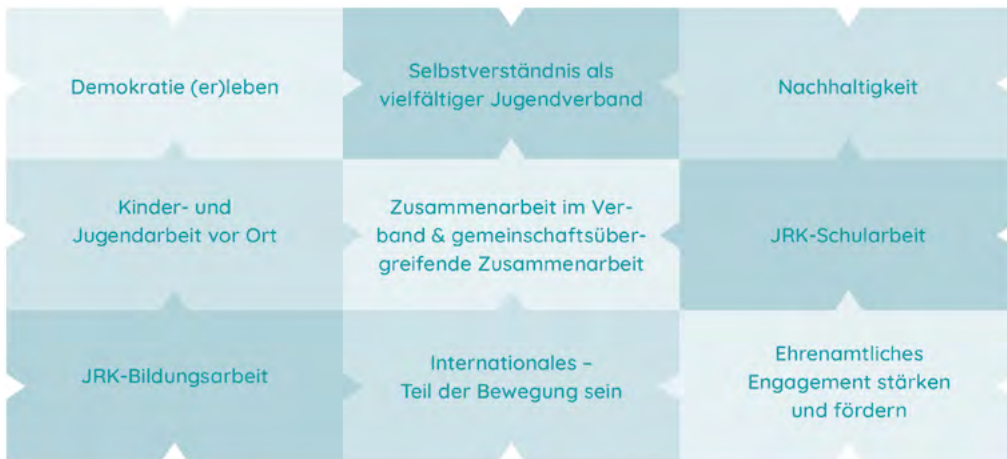 Demokratie (er)leben
Selbstverständnis als
vielfältiger Jugendverband
Nachhaltigkeit
Kinder- und
Jugendarbeit vor Ort
Zusammenarbeit im Ver-
band & gemeinschaftsüber-
greifende Zusammenarbeit
JRK-Schularbeit
JRK-Bildungsarbeit
Internationales –
Teil der Bewegung sein
Ehrenamtliches
Engagement stärken
und fördern